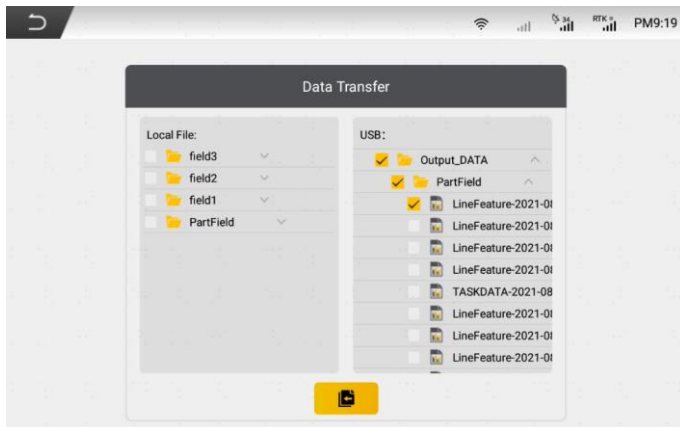 34
RTK
PM9:19
Data Transfer
Local File:
field3
field2
field1
PartField
USB:
Output_DATA
PartField
LineFeature-2021-08
LineFeature-2021-08
LineFeature-2021-08
LineFeature-2021-08
TASKDATA-2021-08
LineFeature-2021-08
LineFeature-2021-08
LineFeature-2021-08